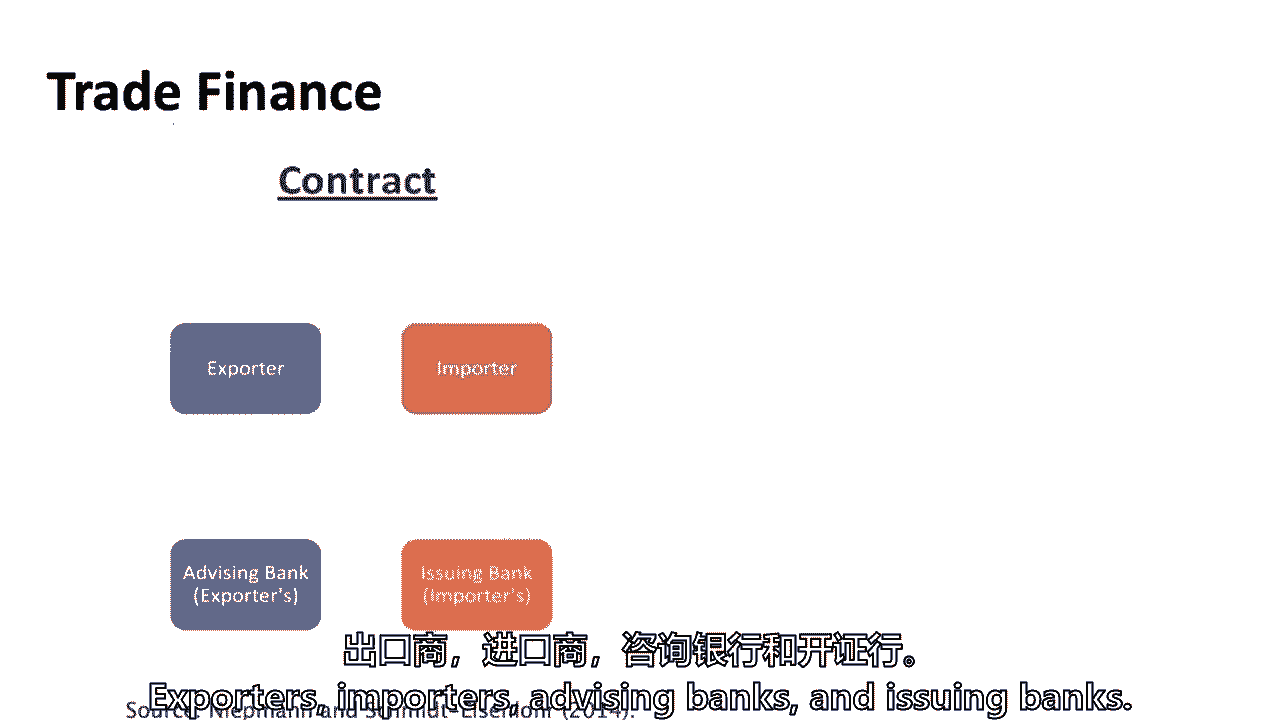 Trade Finance
Contract
Exporter
Importer
Advising Bank
(Exporter's)
Issuing Bank
(Importer's)
出口商，进口商，咨询银行和开证行。
Exporters, importers, advising banks, and issuing banks.
Source: Niepmann and Schmidt-Eisenlohr (2014).